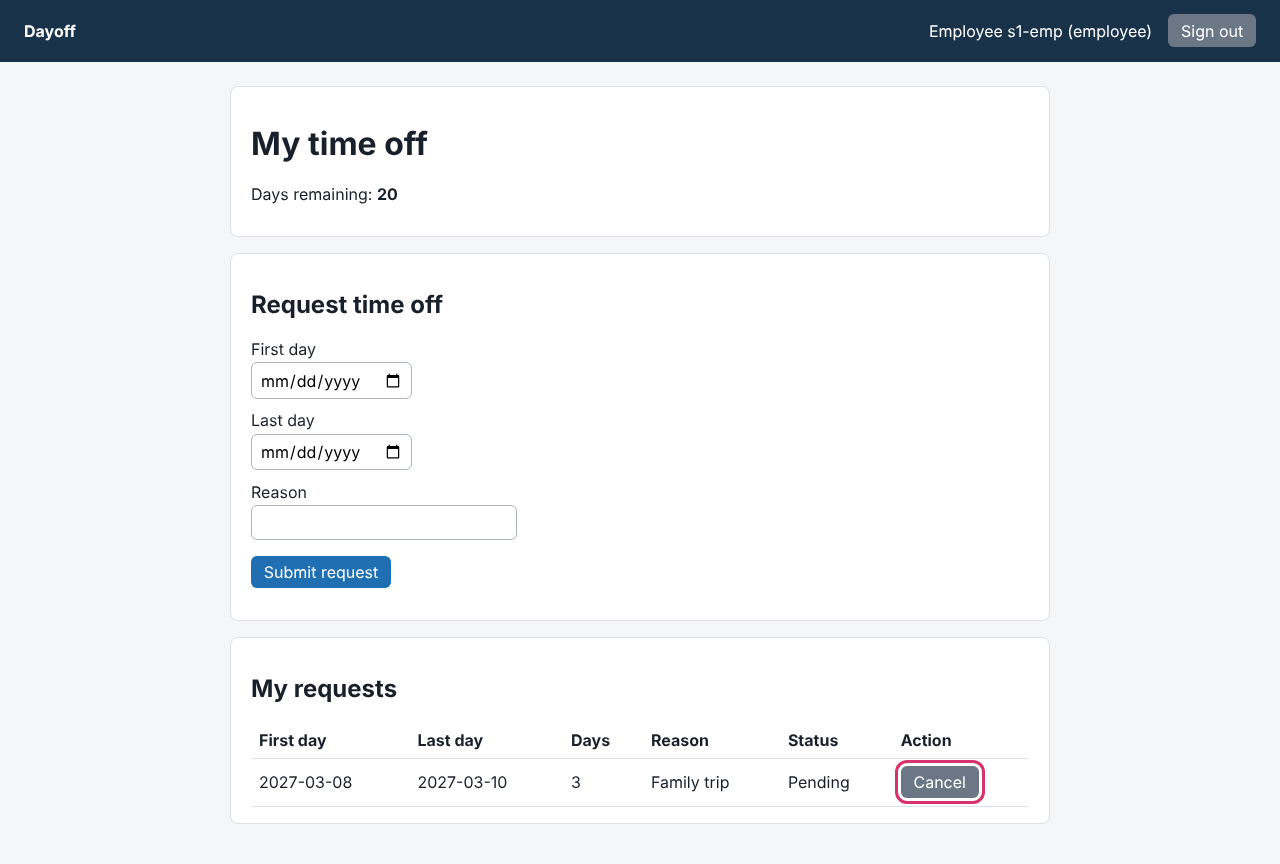 Dayoff
Employee s1-emp (employee) Sign out
My time off
Days remaining: 20
Request time off
First day
mm/dd/yyyy
Last day
mm/dd/yyyy
Reason
Submit request
My requests
First day Last day Days Reason Status Action
2027-03-08 2027-03-10 3 Family trip Pending Cancel